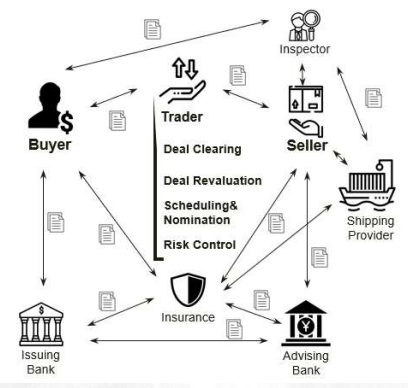 Inspector
$
Buyer
Trader
Deal Clearing
Deal Revaluation
Scheduling&
Nomination
Risk Control
Seller
Shipping
Provider
Insurance
$
Issuing
Bank
¥
Advising
Bank